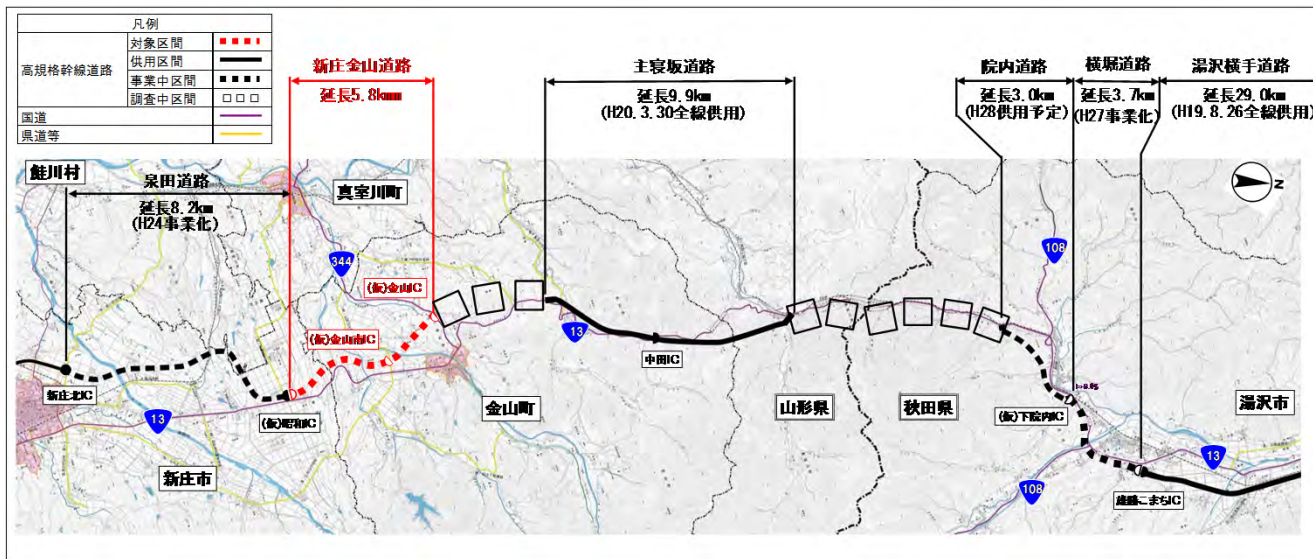 凡例
高規格幹線道路
対象区間
供用区間
事業中区間
調査中区間
国道
県道等
新庄金山道路
延長5.8km
主寝坂道路
延長9.9km
(H20.3.30全線供用)
院内道路
延長3.0km
(H28供用予定)
横堀道路
延長3.7km
(H27事業化)
湯沢横手道路
延長29.0km
(H19.8.26全線供用)
鮭川村
泉田道路
延長8.2km
(H24事業化)
真室川町
N
344
108
(仮)金山IC
(仮)金山市IC
13
中田IC
新庄北IC
13
(仮)昭和IC
金山町
山形県
秋田県
(仮)下院内IC
湯沢市
13
新庄市
108
雄勝こまちIC